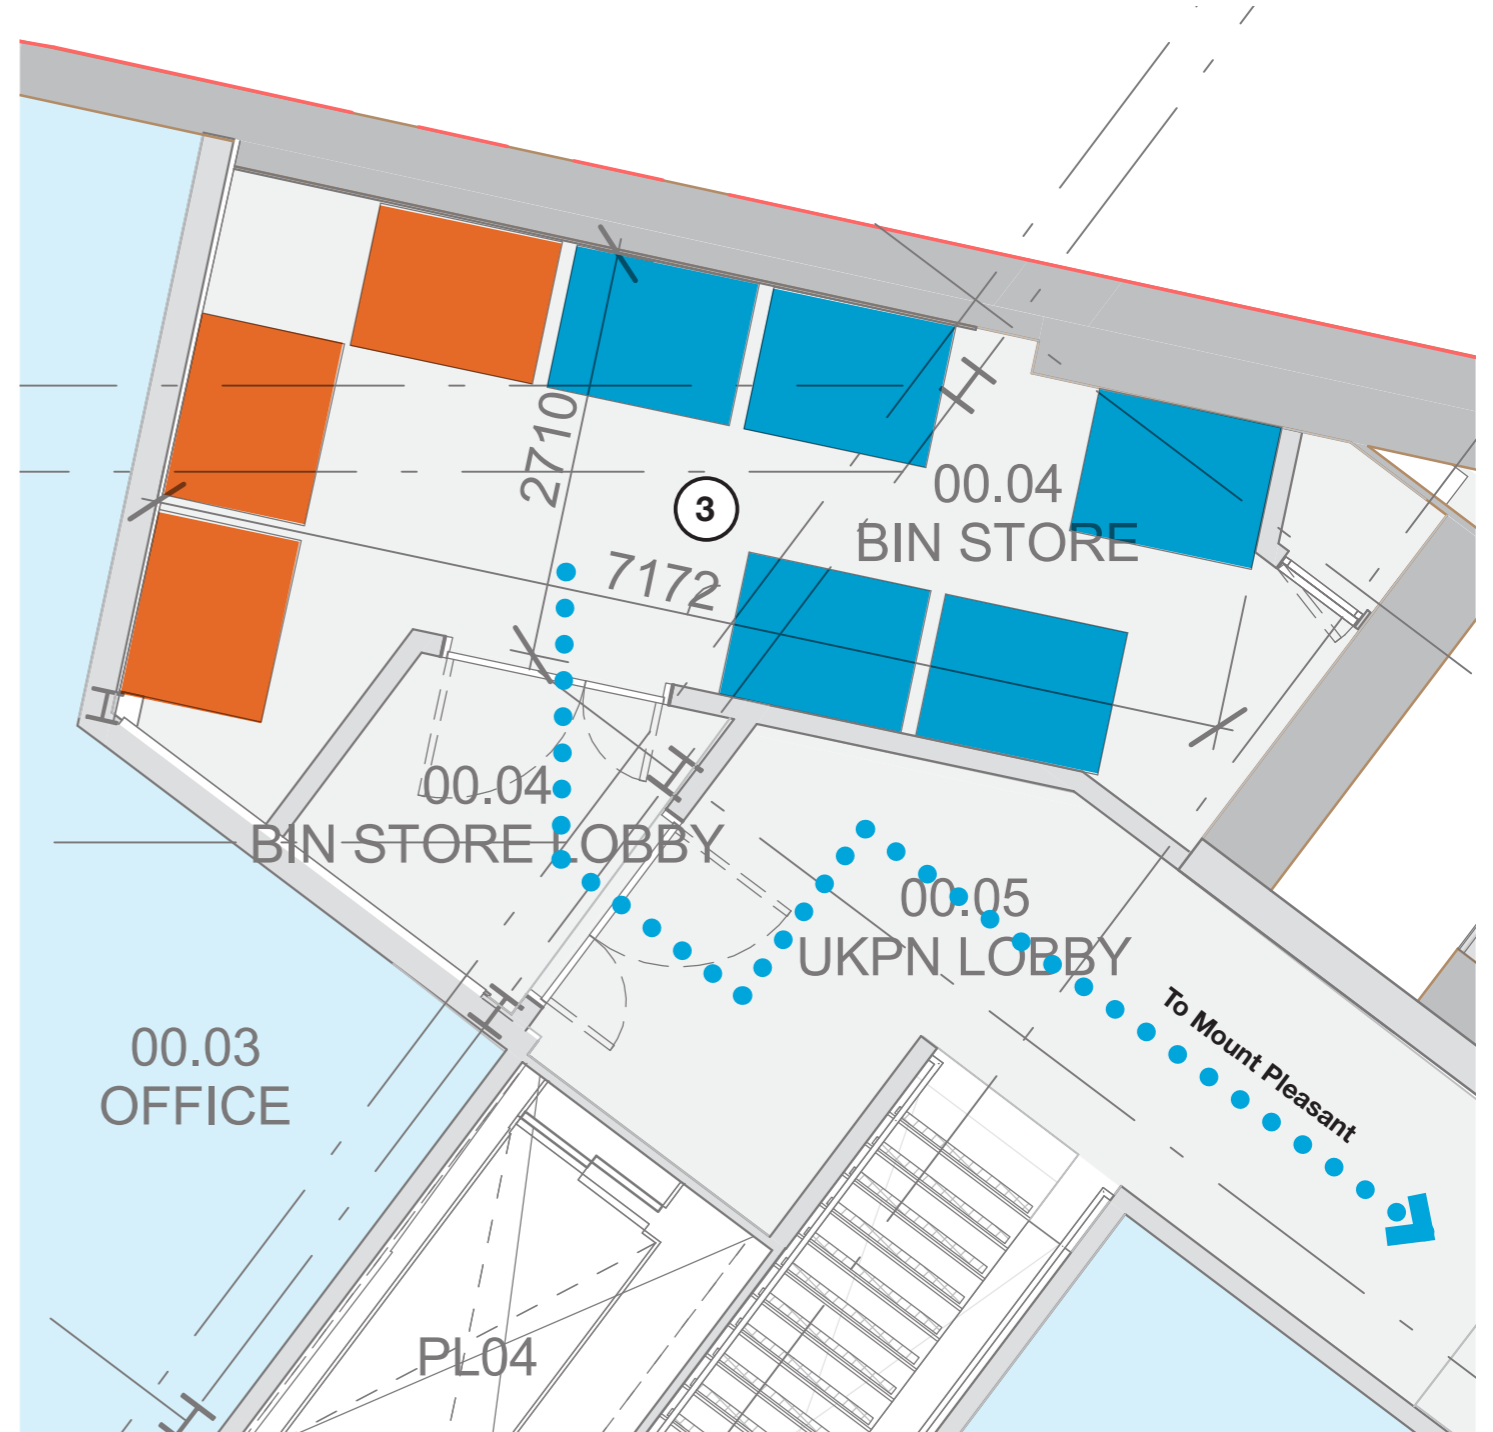 2710
3
7172
00.04
BIN STORE
00.04
BIN STORE LOBBY
00.05
UKPN LOBBY
To Mount Pleasant
00.03
OFFICE
PL04